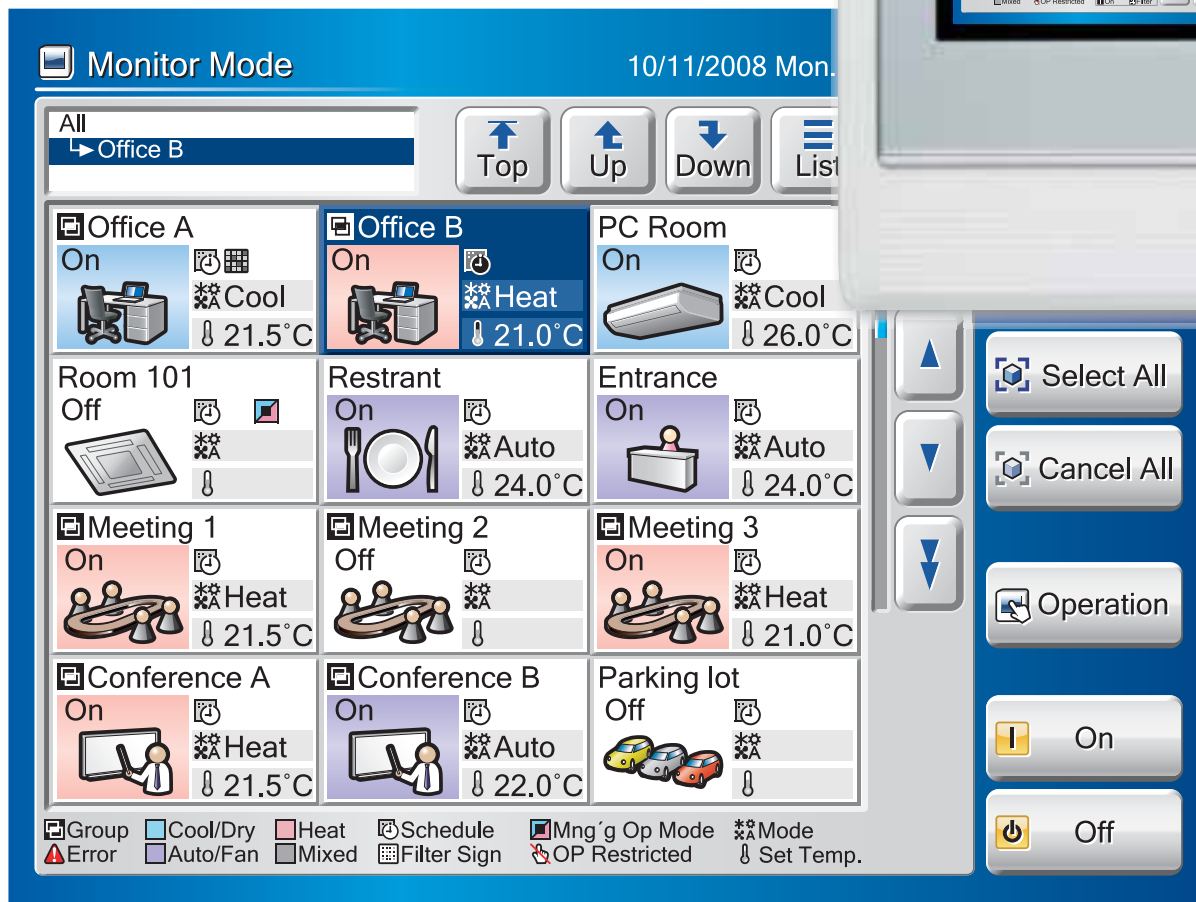 Mixed OP Restricted On Filter
Monitor Mode 10/11/2008 Mon.
All
Office B
Top Up Down List
Office A Office B PC Room
On On On
Cool Heat Cool
21.5°C 21.0°C 26.0°C
Room 101 Restrant Entrance
Off On On
Auto Auto
24.0°C 24.0°C
Select All
Cancel All
Meeting 1 Meeting 2 Meeting 3
On Off On
Heat Heat
21.5°C 21.0°C
Operation
Conference A Conference B Parking lot
On On Off
Heat Auto
21.5°C 22.0°C
On
Off
Group Cool/Dry Heat Schedule Mng´g Op Mode Mode
Error Auto/Fan Mixed Filter Sign OP Restricted Set Temp.